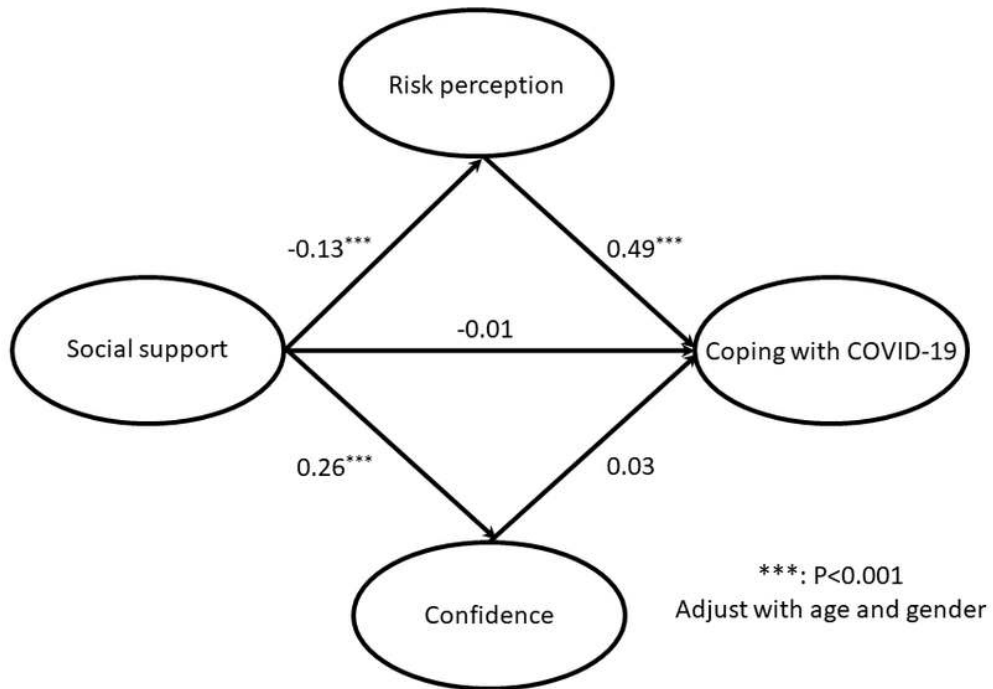 Risk perception
-0.13***
0.49***
Social support
-0.01
Coping with COVID-19
0.26***
0.03
Confidence
***: P<0.001
Adjust with age and gender